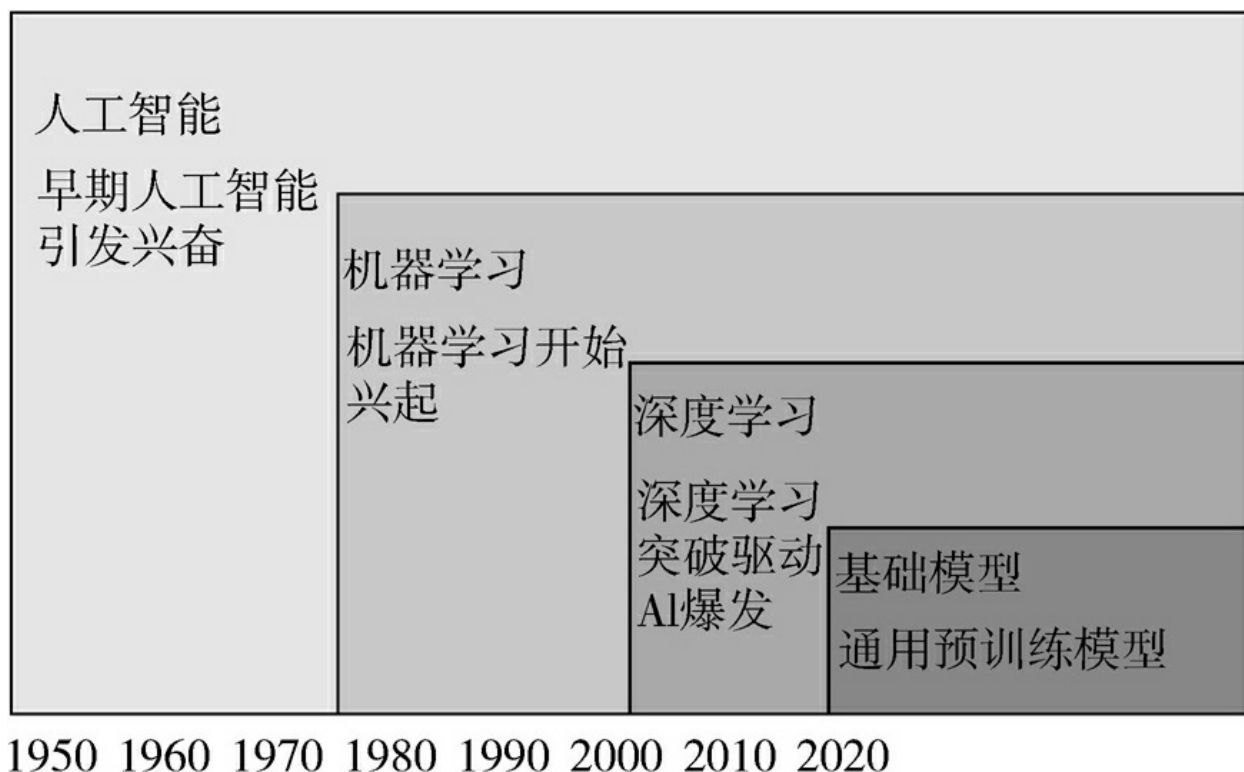 人工智能
早期人工智能
引发兴奋
机器学习
机器学习开始
兴起
深度学习
深度学习
突破驱动
AI爆发
基础模型
通用预训练模型
1950 1960 1970 1980 1990 2000 2010 2020